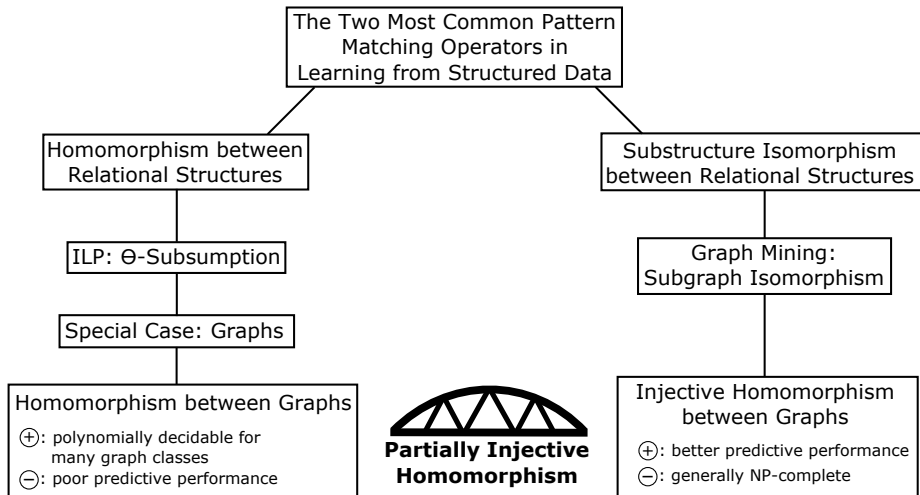 The Two Most Common Pattern
Matching Operators in
Learning from Structured Data
Homomorphism between
Relational Structures
Substructure Isomorphism
between Relational Structures
ILP: Ө-Subsumption
Graph Mining:
Subgraph Isomorphism
Special Case: Graphs
Homomorphism between Graphs
⊕: polynomially decidable for
many graph classes
⊖: poor predictive performance
Partially Injective
Homomorphism
Injective Homomorphism
between Graphs
⊕: better predictive performance
⊖: generally NP-complete